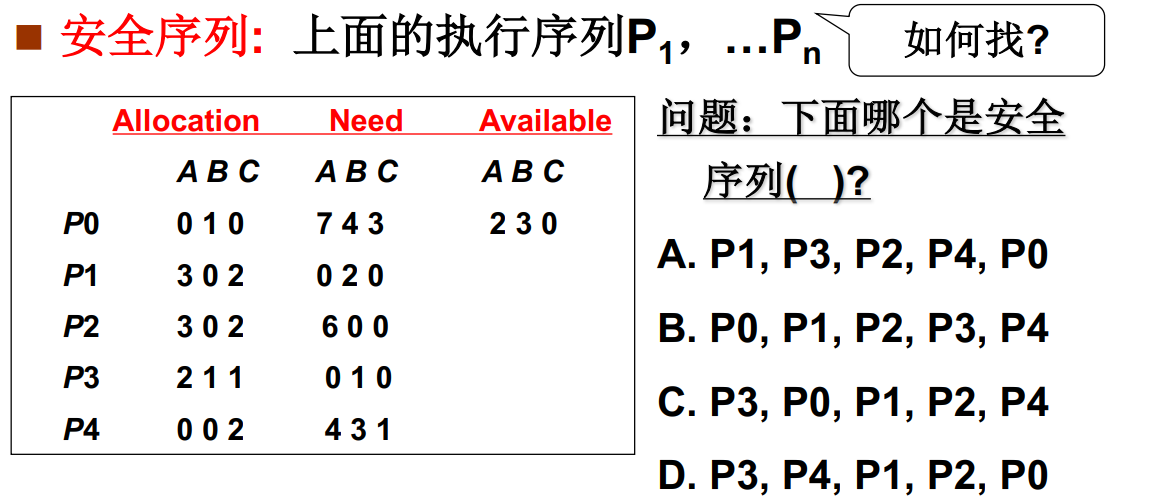 ■ 安全序列: 上面的执行序列P1，…Pn
如何找?
Allocation Need Available
A B C A B C A B C
P0 0 1 0 7 4 3 2 3 0
P1 3 0 2 0 2 0
P2 3 0 2 6 0 0
P3 2 1 1 0 1 0
P4 0 0 2 4 3 1
问题：下面哪个是安全
序列( )?
A. P1, P3, P2, P4, P0
B. P0, P1, P2, P3, P4
C. P3, P0, P1, P2, P4
D. P3, P4, P1, P2, P0